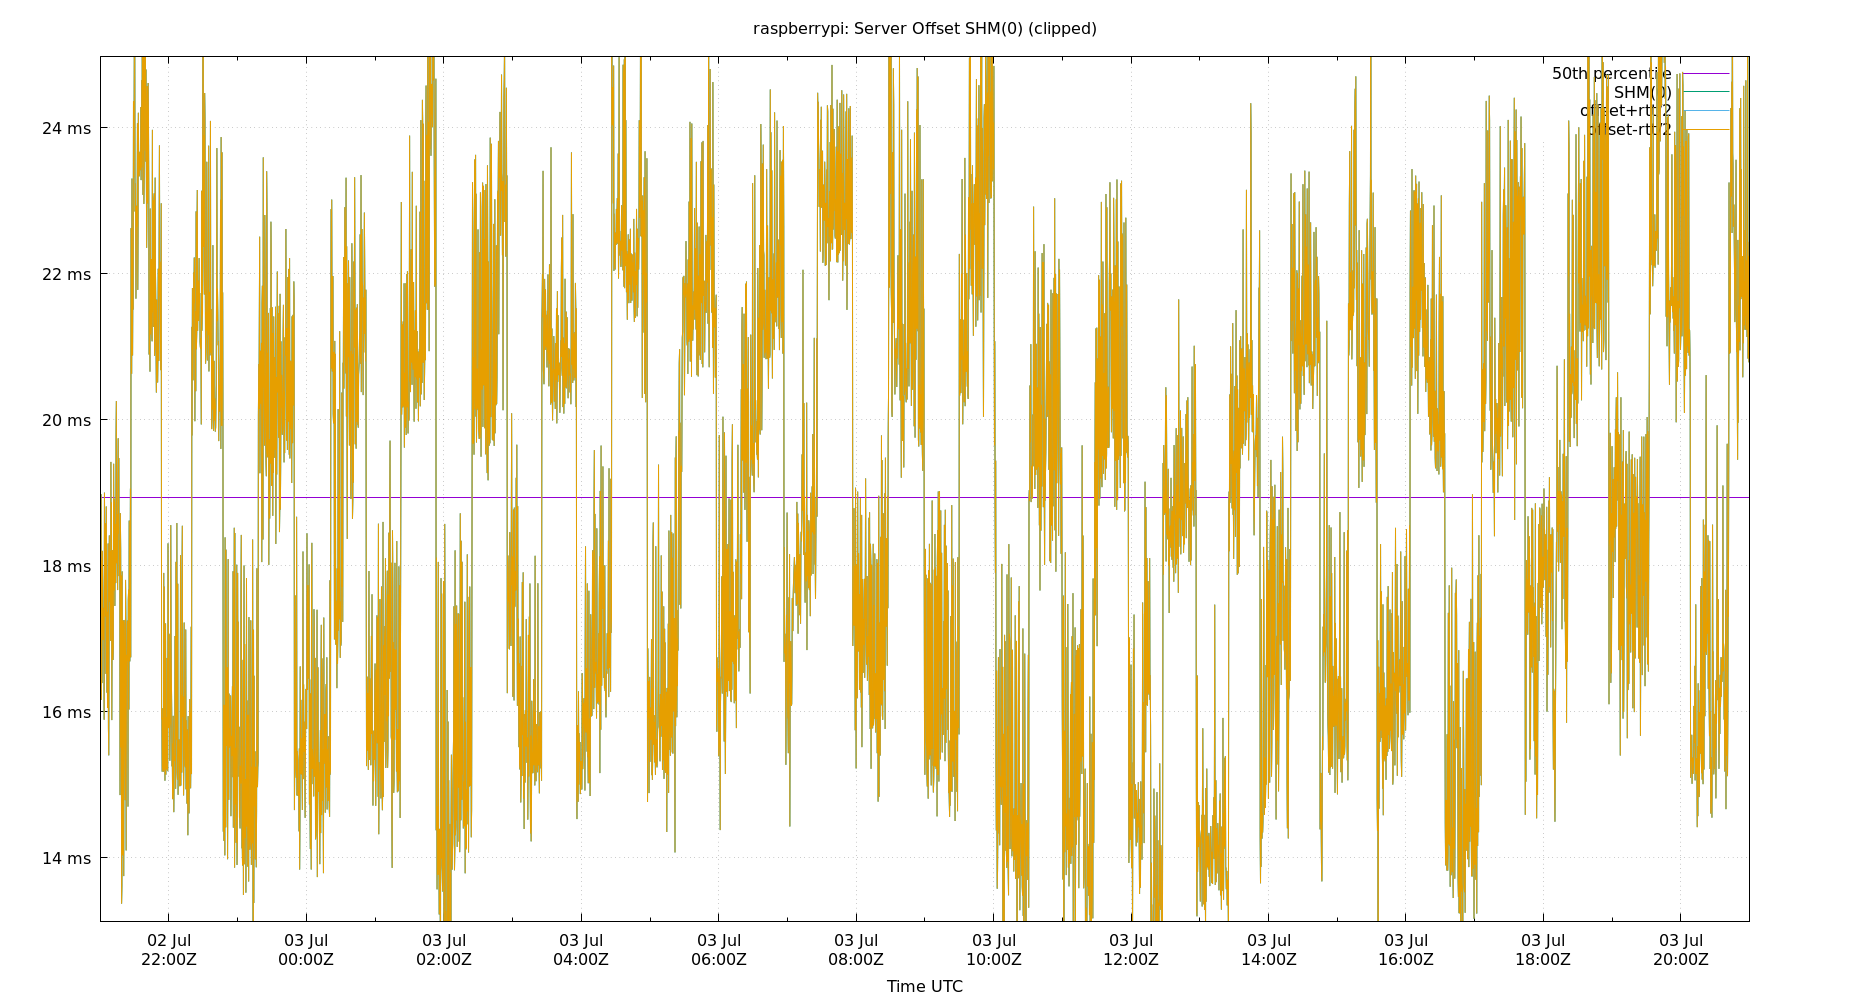 raspberrypi: Server Offset SHM(0) (clipped)
50th percentile
SHM(0)
offset+rtt/2
offset-rtt/2
24 ms
22 ms
20 ms
18 ms
16 ms
14 ms
02 Jul 03 Jul 03 Jul 03 Jul 03 Jul 03 Jul 03 Jul 03 Jul 03 Jul 03 Jul 03 Jul 03 Jul
22:00Z 00:00Z 02:00Z 04:00Z 06:00Z 08:00Z 10:00Z 12:00Z 14:00Z 16:00Z 18:00Z 20:00Z
Time UTC